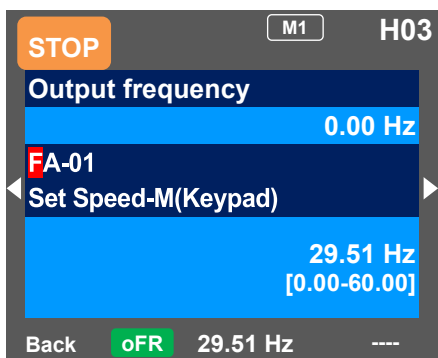 STOP M1 H03
Output frequency
0.00 Hz
FA-01
Set Speed-M(Keypad)
29.51 Hz
[0.00-60.00]
Back oFR 29.51 Hz ----